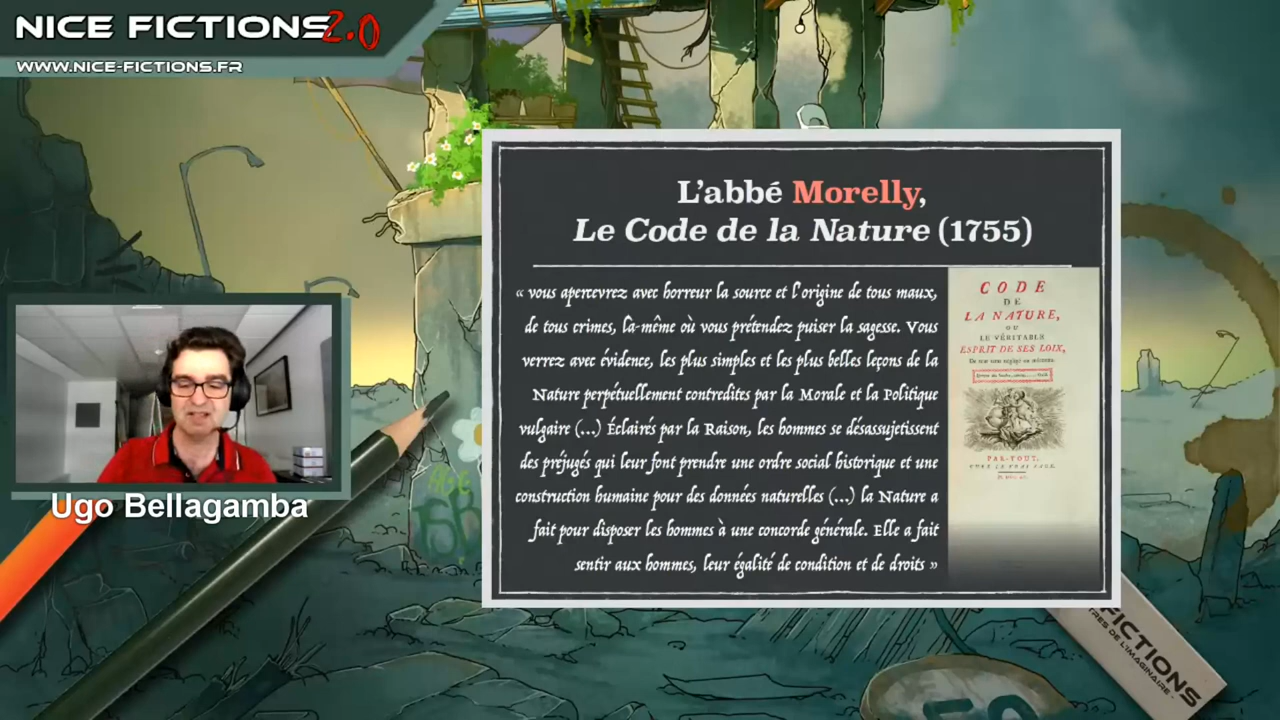 NICE FICTIONS 2.0
WWW.NICE-FICTIONS.FR
L'abbé Morelly,
Le Code de la Nature (1755)
« vous apercevrez avec horreur la source et l'origine de tous maux,
de tous crimes, là-même où vous prétendez puiser la sagesse. Vous
verrez avec évidence, les plus simples et les plus belles leçons de la
Nature perpétuellement contredites par la Morale et la Politique
vulgaire (...) Éclairés par la Raison, les hommes se désassujetissent
des préjugés qui leur font prendre une ordre social historique et une
construction humaine pour des données naturelles (...) la Nature a
fait pour disposer les hommes à une concorde générale. Elle a fait
sentir aux hommes, leur égalité de condition et de droits »
CODE
DE
LA NATURE,
OU
LE VÉRITABLE
ESPRIT DE SES LOIX,
PAR-TOUT,
CHEZ LE VRAI SAGE.
Ugo Bellagamba
FICTIONS